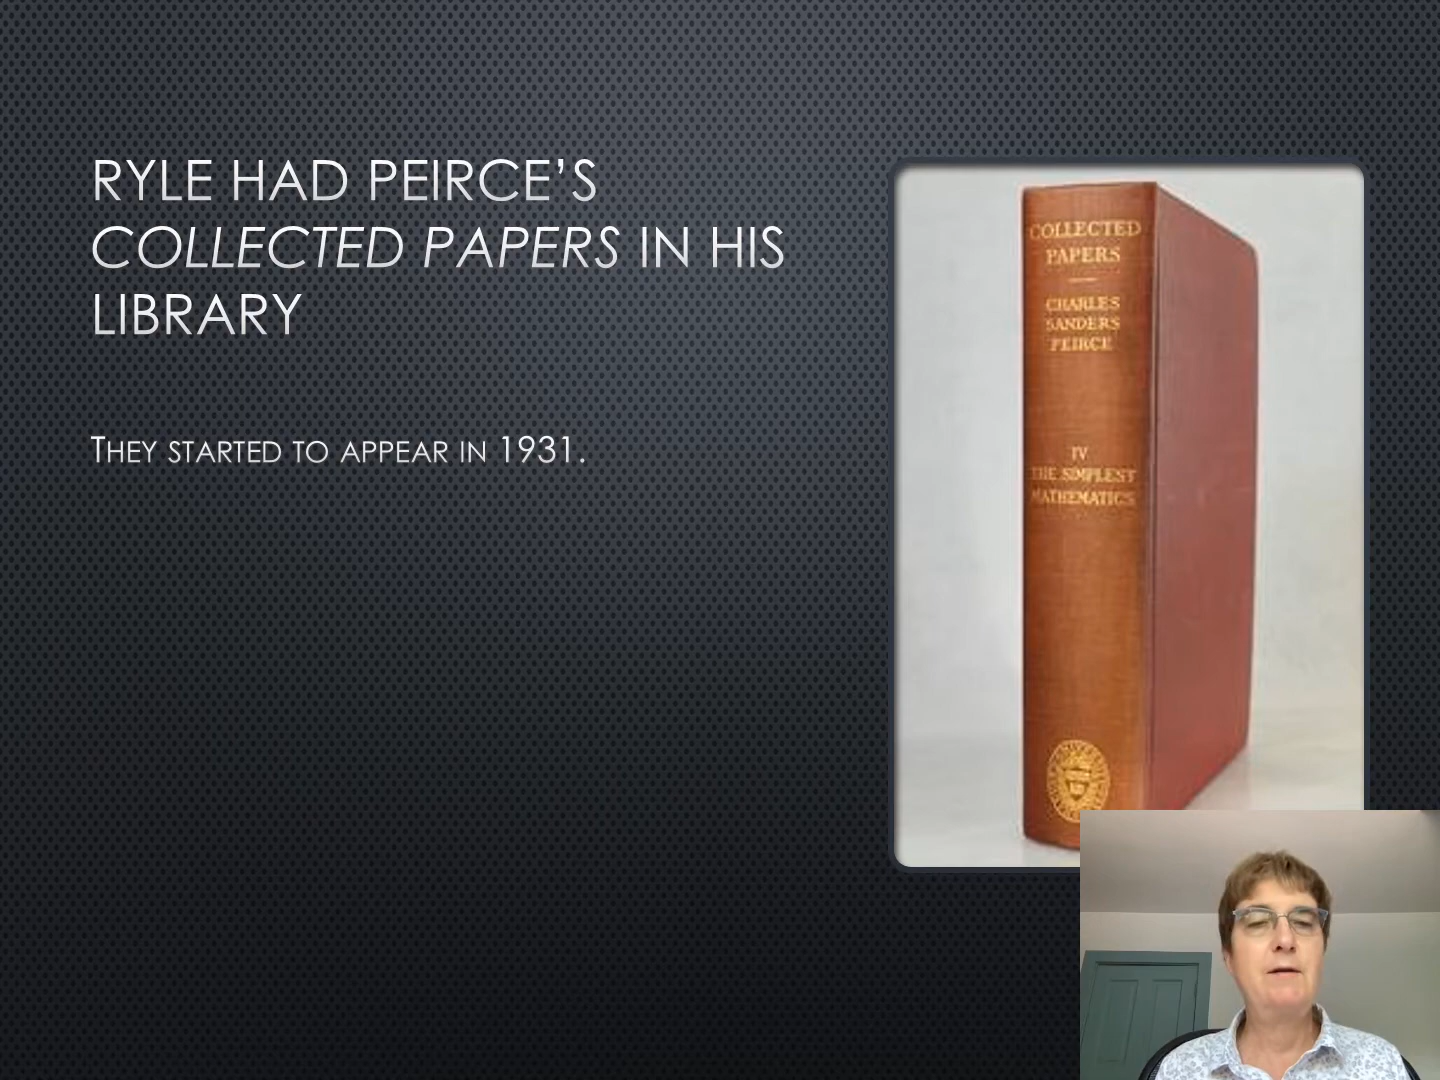 RYLE HAD PEIRCE’S
COLLECTED PAPERS IN HIS
LIBRARY
THEY STARTED TO APPEAR IN 1931.
COLLECTED
PAPERS
CHARLES
SANDERS
PEIRCE
IV
THE SIMPLEST
MATHEMATICS